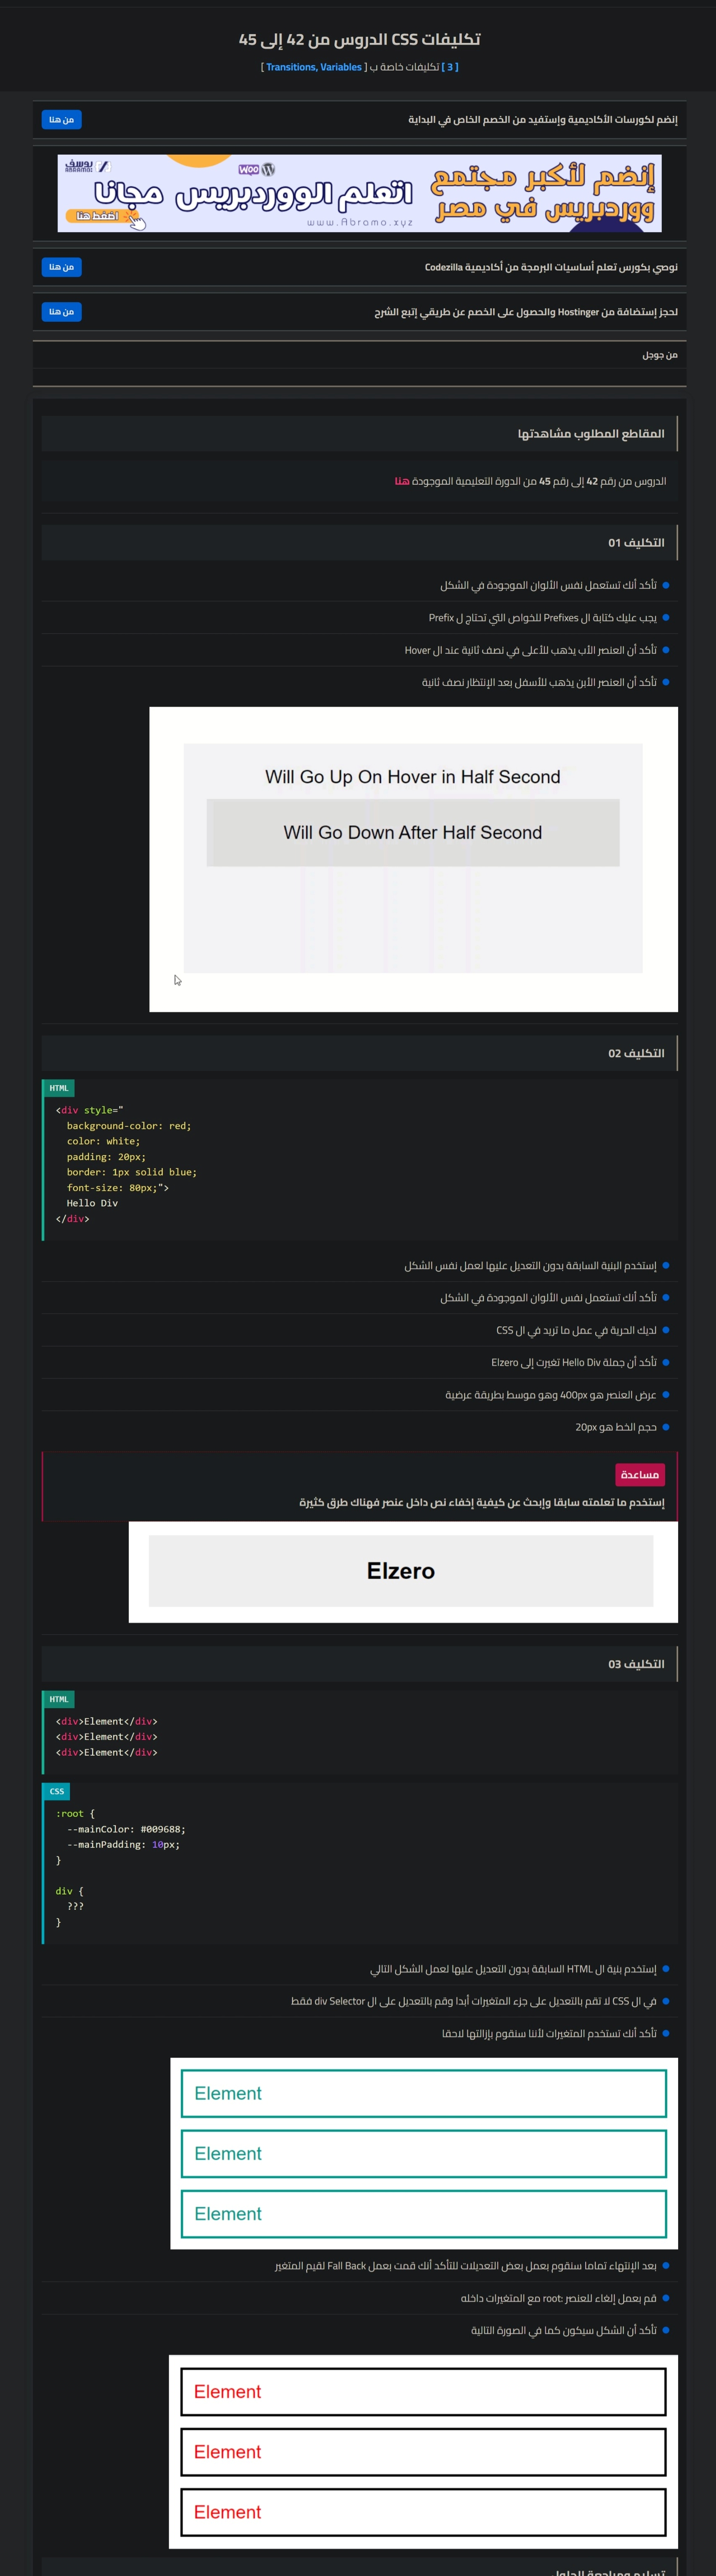 تكليفات CSS الدروس من 42 إلى 45
[ 3 ] تكليفات خاصة ب [ Transitions, Variables ]
إنضم لكورسات الأكاديمية وإستفيد من الخصم الخاص في البداية
من هنا
إنضم لأكبر مجتمع
ووردبريس في مصر
اتعلم الووردبريس مجانا
WOO
يوسف
ABRAMOS
اضغط هنا
www.Abromo.xyz
نوصي بكورس تعلم أساسيات البرمجة من أكاديمية Codezilla
من هنا
لحجز إستضافة من Hostinger والحصول على الخصم عن طريقي إتبع الشرح
من هنا
من جوجل
المقاطع المطلوب مشاهدتها
الدروس من رقم 42 إلى رقم 45 من الدورة التعليمية الموجودة هنا
التكليف 01
تأكد أنك تستعمل نفس الألوان الموجودة في الشكل
يجب عليك كتابة ال Prefixes للخواص التي تحتاج ل Prefix
تأكد أن العنصر الأب يذهب للأعلى في نصف ثانية عند ال Hover
تأكد أن العنصر الأبن يذهب للأسفل بعد الإنتظار نصف ثانية
Will Go Up On Hover in Half Second
Will Go Down After Half Second
التكليف 02
HTML
<div style="
background-color: red;
color: white;
padding: 20px;
border: 1px solid blue;
font-size: 80px;">
Hello Div
</div>
إستخدم البنية السابقة بدون التعديل عليها لعمل نفس الشكل
تأكد أنك تستعمل نفس الألوان الموجودة في الشكل
لديك الحرية في عمل ما تريد في ال CSS
تأكد أن جملة Hello Div تغيرت إلى Elzero
عرض العنصر هو 400px وهو موسط بطريقة عرضية
حجم الخط هو 20px
مساعدة
إستخدم ما تعلمته سابقا وإبحث عن كيفية إخفاء نص داخل عنصر فهناك طرق كثيرة
Elzero
التكليف 03
HTML
<div>Element</div>
<div>Element</div>
<div>Element</div>
CSS
:root {
--mainColor: #009688;
--mainPadding: 10px;
}
div {
???
}
إستخدم بنية ال HTML السابقة بدون التعديل عليها لعمل الشكل التالي
في ال CSS لا تقم بالتعديل على جزء المتغيرات أبدا وقم بالتعديل على ال div Selector فقط
تأكد أنك تستخدم المتغيرات لأننا سنقوم بإزالتها لاحقا
Element
Element
Element
بعد الإنتهاء تماما سنقوم بعمل بعض التعديلات للتأكد أنك قمت بعمل Fall Back لقيم المتغير
قم بعمل إلغاء للعنصر :root مع المتغيرات داخله
تأكد أن الشكل سيكون كما في الصورة التالية
Element
Element
Element